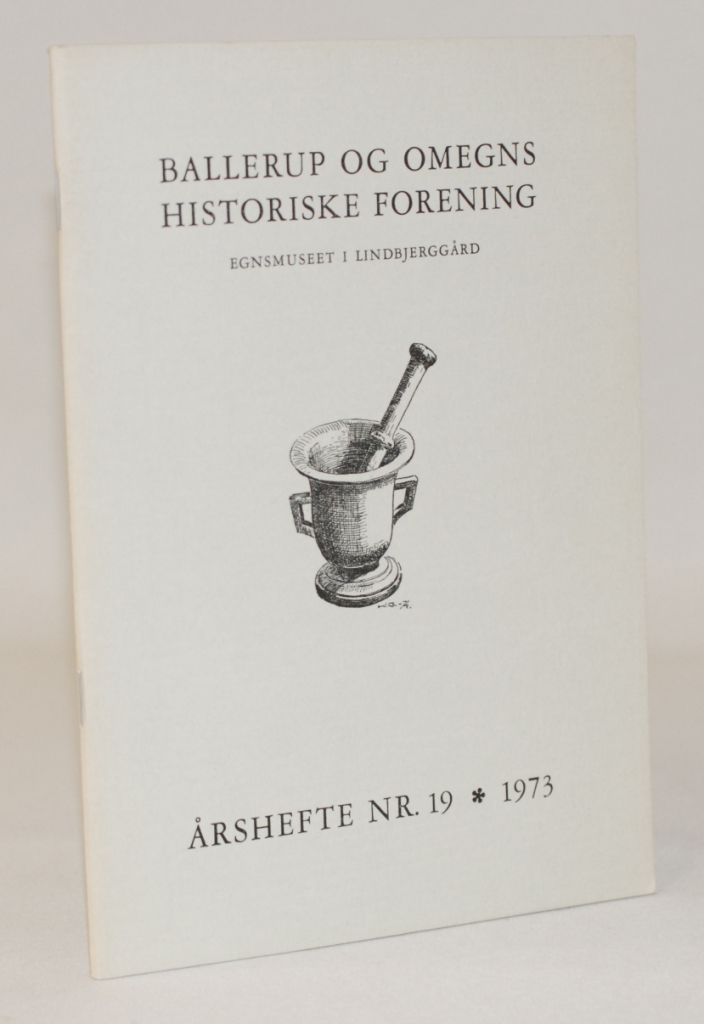 BALLERUP OG OMEGNS
HISTORISKE FORENING
EGNSMUSEET I LINDBJERGGÅRD
ÅRSHEFTE NR. 19 * 1973